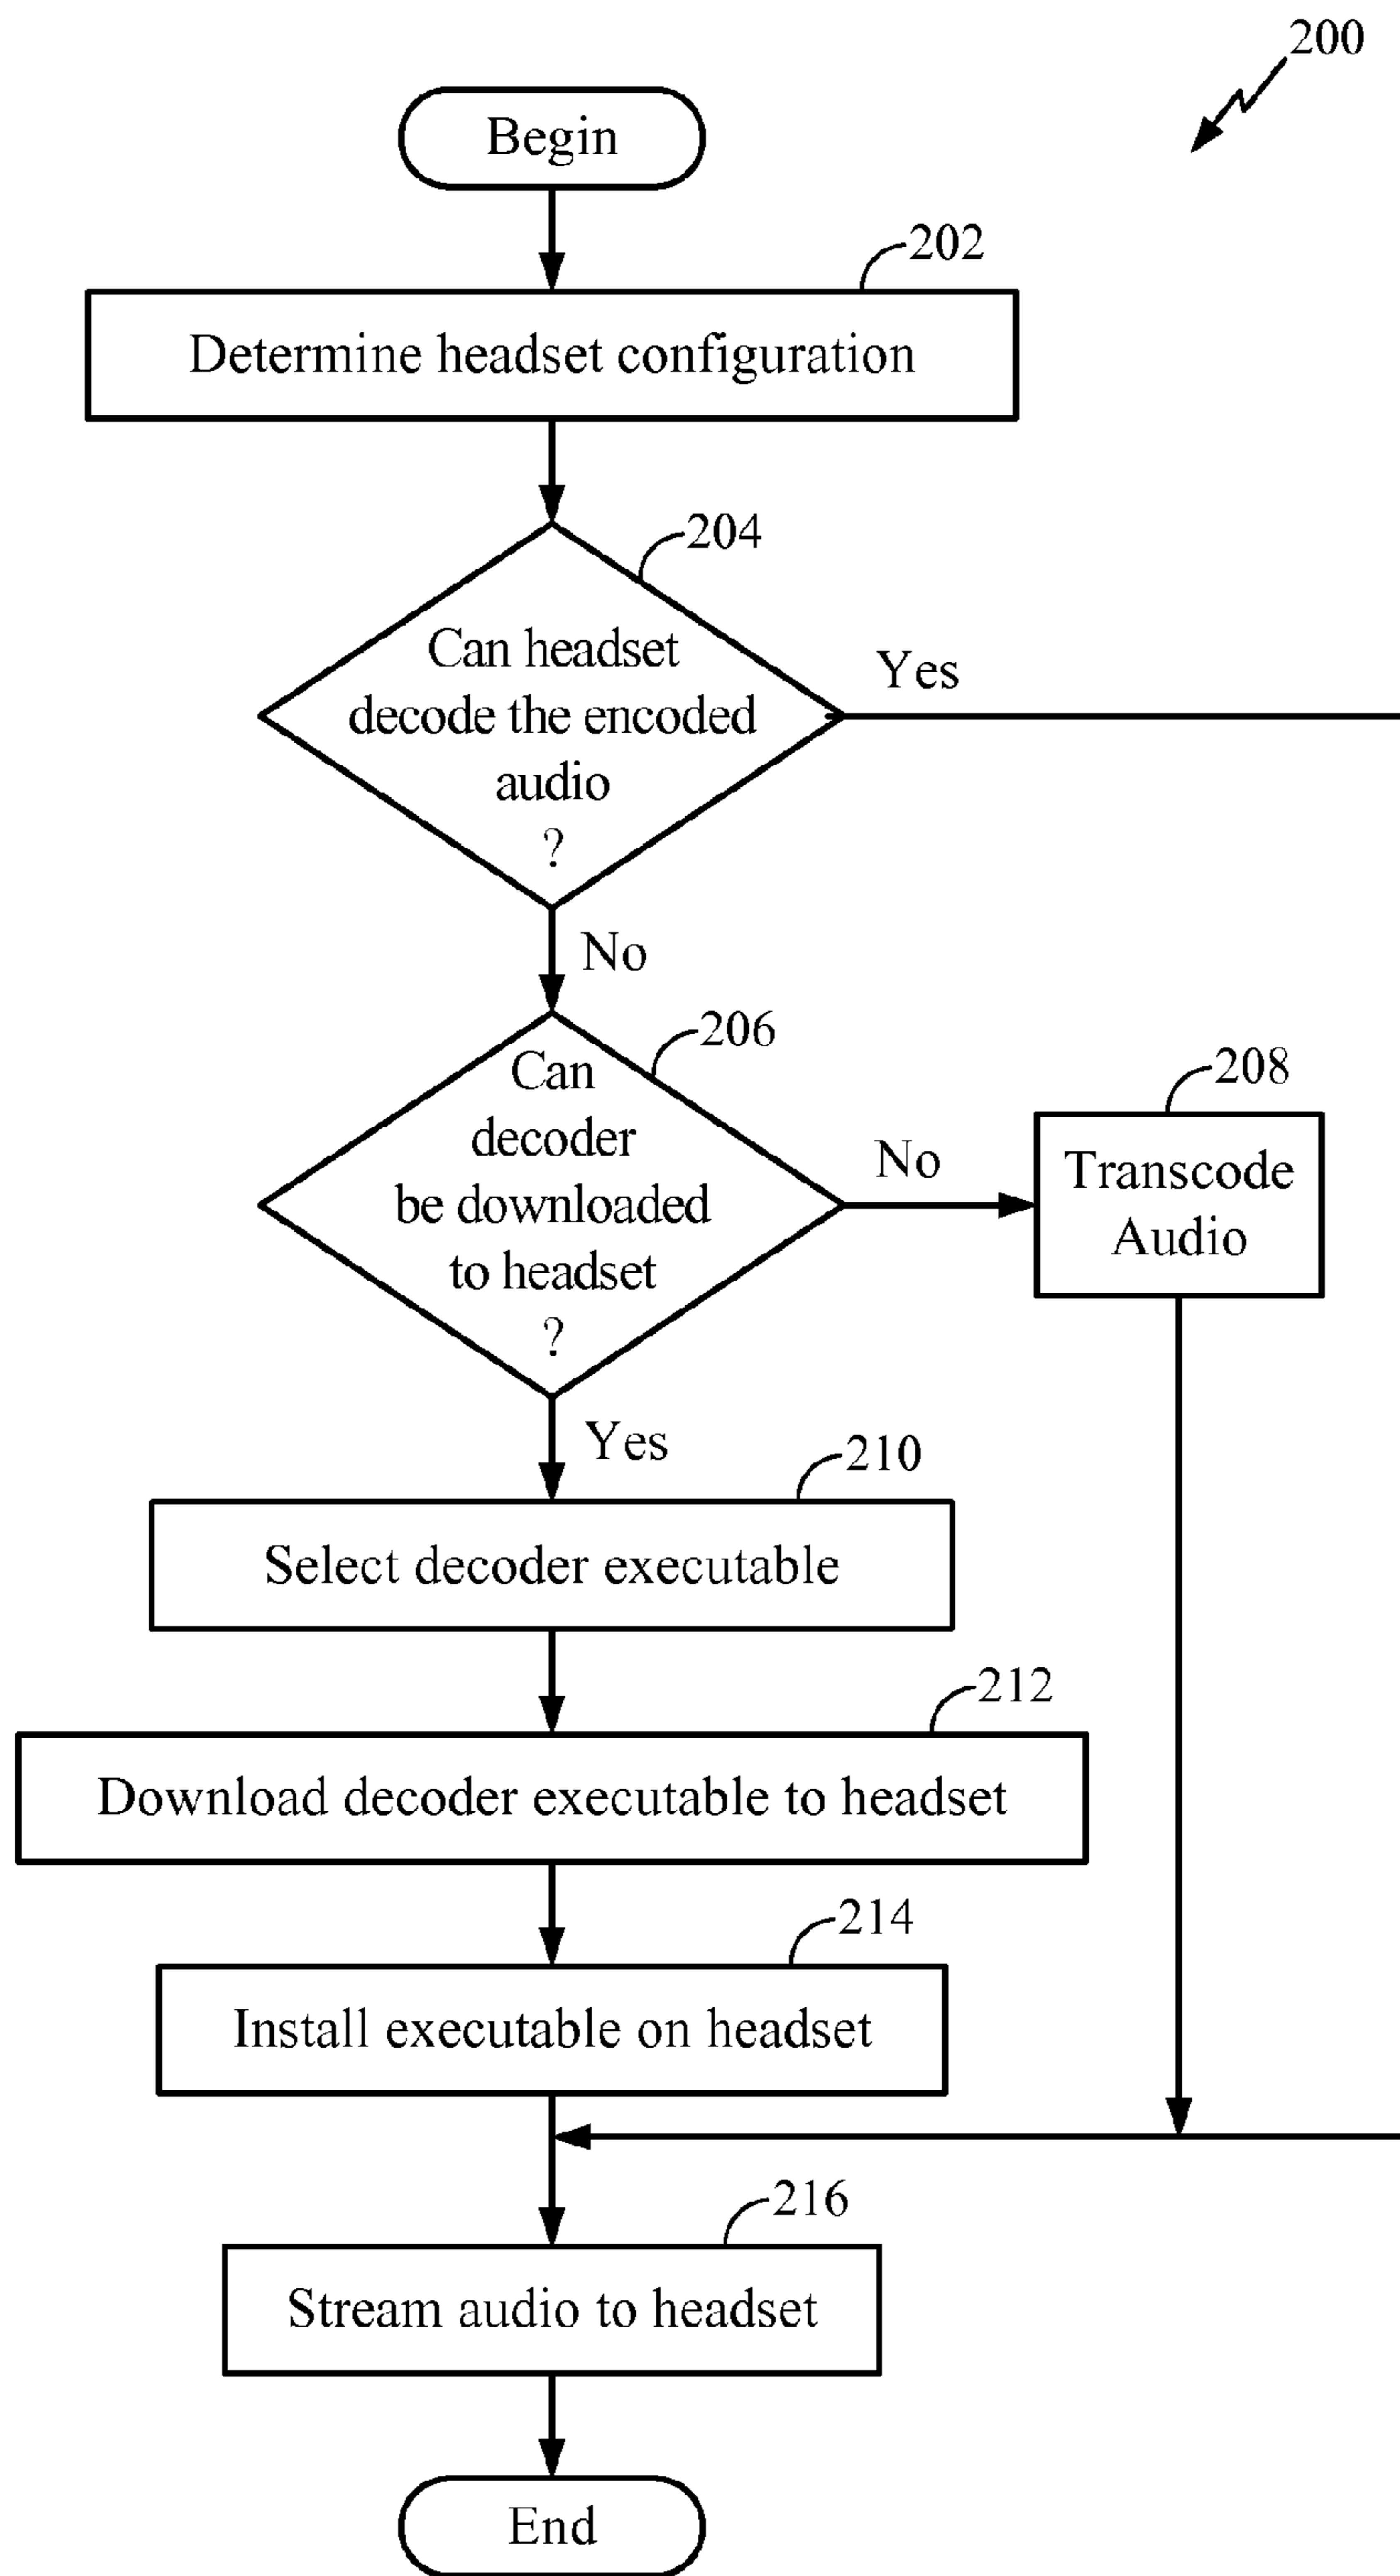 200
Begin
202
Determine headset configuration
204
Can headset
decode the encoded
audio
?
Yes
No
206
Can
decoder
be downloaded
to headset
?
No
208
Transcode
Audio
Yes
210
Select decoder executable
212
Download decoder executable to headset
214
Install executable on headset
216
Stream audio to headset
End